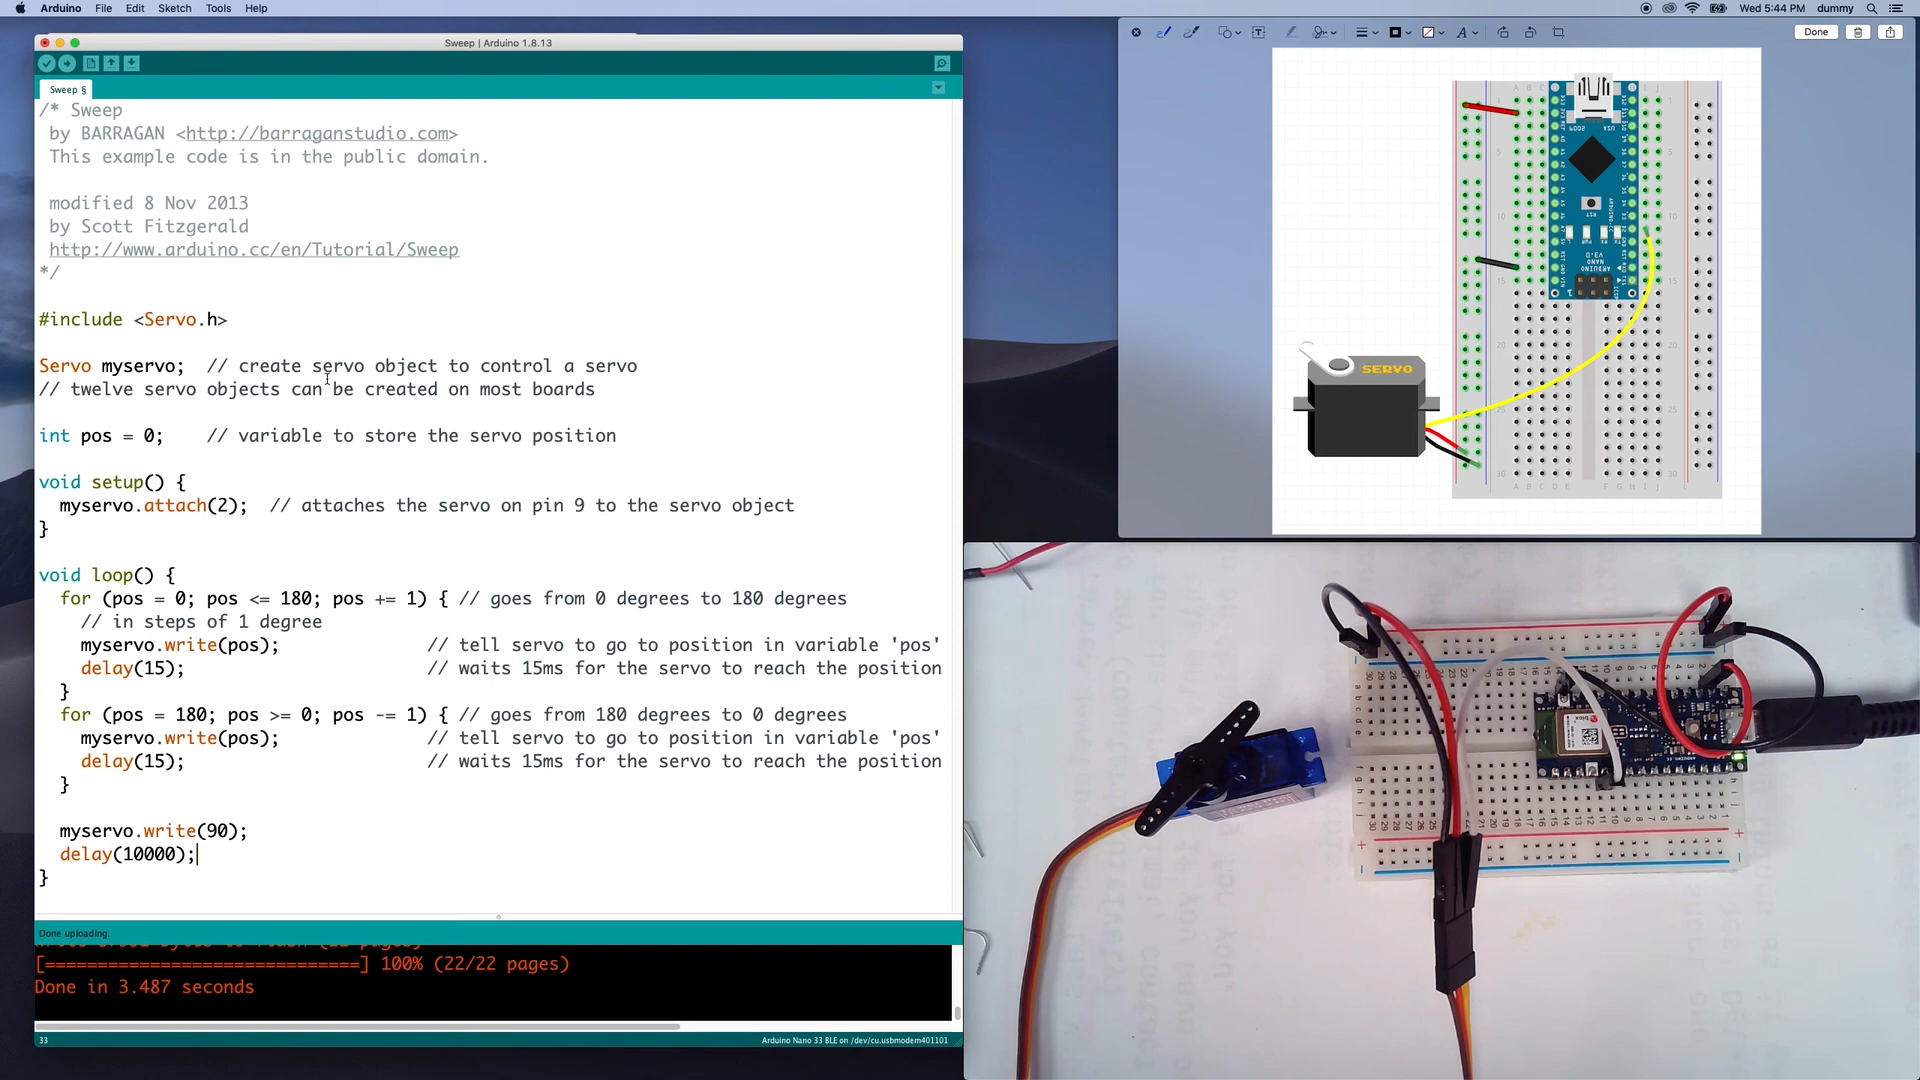 Arduino File Edit Sketch Tools Help
Wed 5:44 PM dummy
Sweep | Arduino 1.8.13
Sweep §
/* Sweep
by BARRAGAN <http://barraganstudio.com>
This example code is in the public domain.
modified 8 Nov 2013
by Scott Fitzgerald
http://www.arduino.cc/en/Tutorial/Sweep
*/
#include <Servo.h>
Servo myservo;  // create servo object to control a servo
// twelve servo objects can be created on most boards
int pos = 0;    // variable to store the servo position
void setup() {
myservo.attach(2);  // attaches the servo on pin 9 to the servo object
}
void loop() {
for (pos = 0; pos <= 180; pos += 1) { // goes from 0 degrees to 180 degrees
// in steps of 1 degree
myservo.write(pos);              // tell servo to go to position in variable 'pos'
delay(15);                       // waits 15ms for the servo to reach the position
}
for (pos = 180; pos >= 0; pos -= 1) { // goes from 180 degrees to 0 degrees
myservo.write(pos);              // tell servo to go to position in variable 'pos'
delay(15);                       // waits 15ms for the servo to reach the position
}
myservo.write(90);
delay(10000);
}
Done uploading.
[==============================] 100% (22/22 pages)
Done in 3.487 seconds
33
Arduino Nano 33 BLE on /dev/cu.usbmodem401101
Done
SERVO
ARDUINO
NANO
V3.0